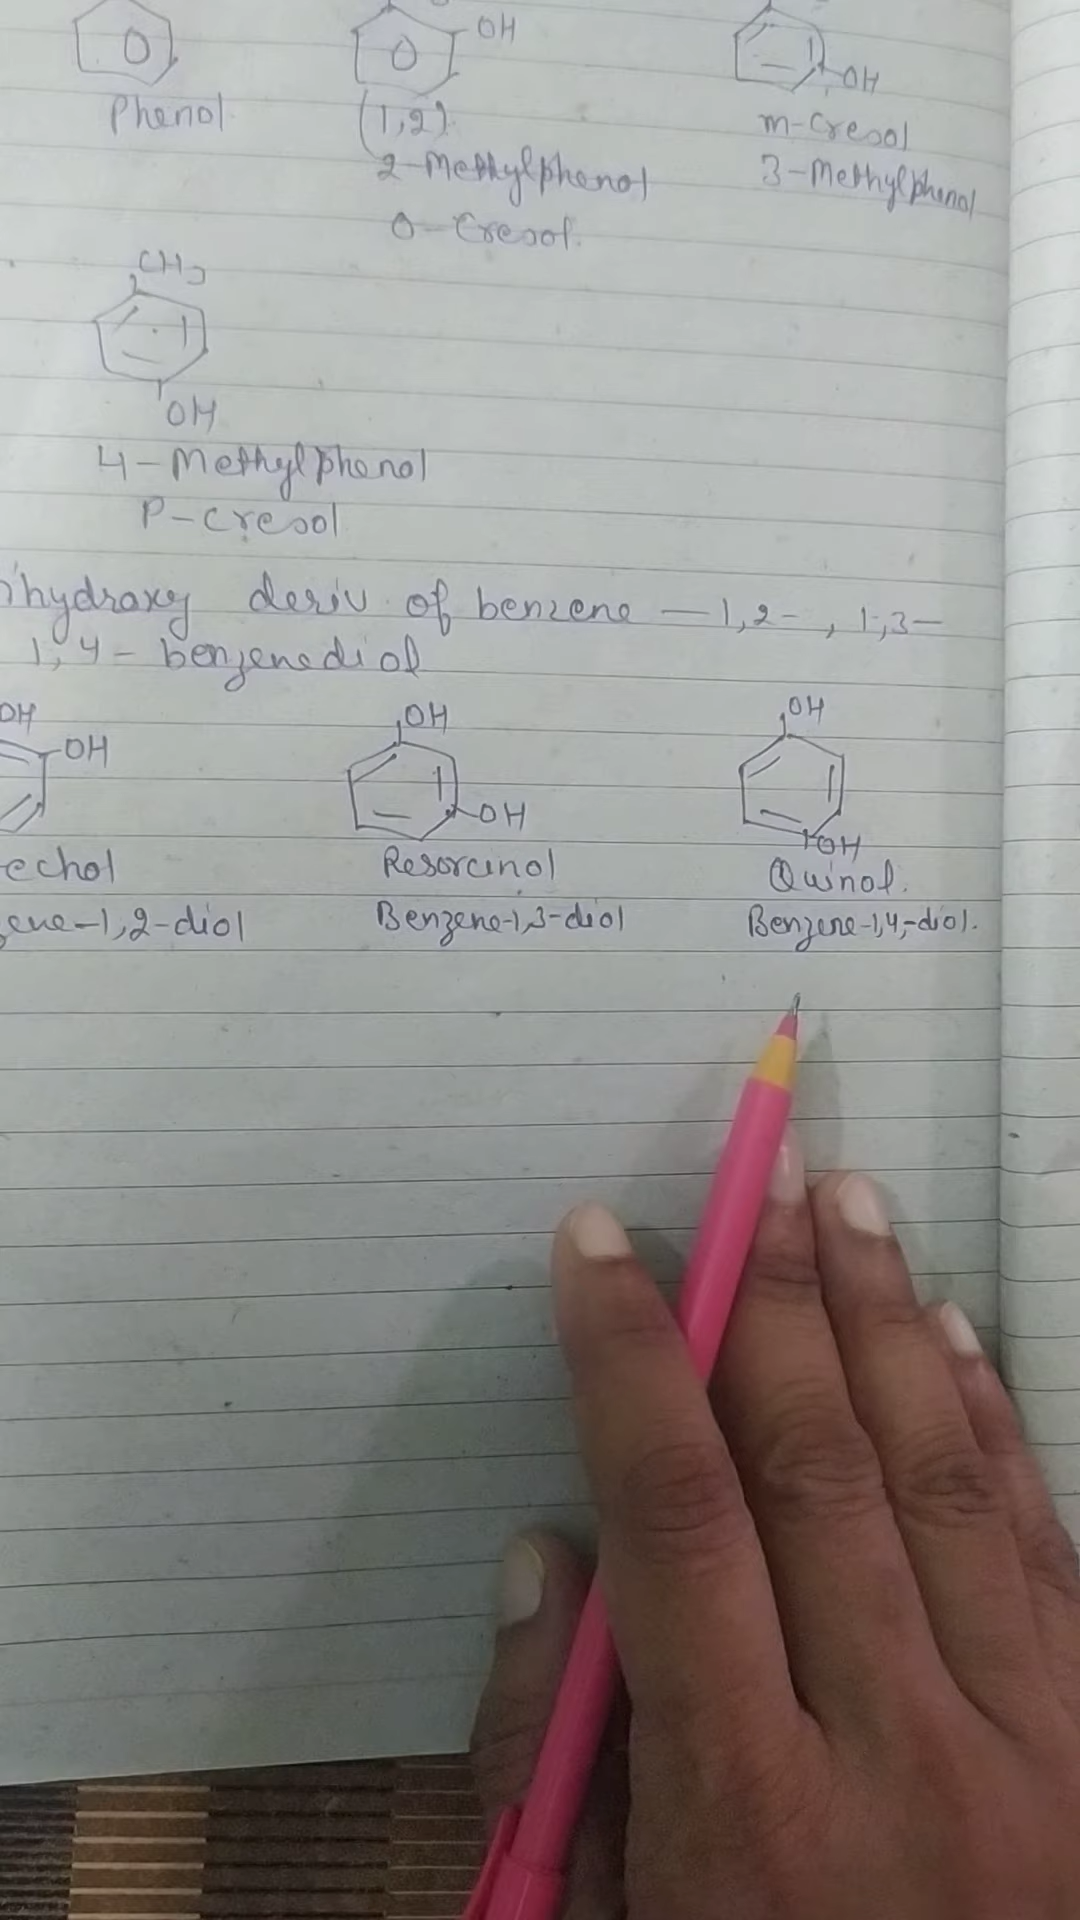 OH
OH
Phenol
(1,2)
m-Cresol
2-Methylphenol
3-Methylphenol
O-Cresol.
CH3
OH
4-Methylphenol
P-cresol
ihydroxy deriv. of benzene — 1,2- , 1,3-
1,4- benzenediol
OH
OH
OH
OH
OH
OH
echol
Resorcinol
Quinol.
ene-1,2-diol
Benzene-1,3-diol
Benzene-1,4,-diol.